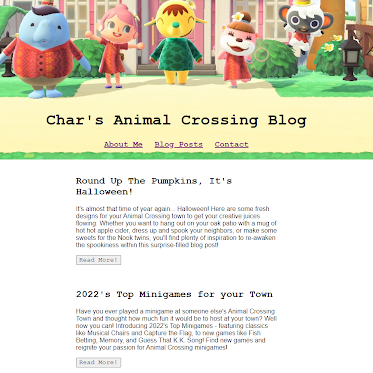 Char's Animal Crossing Blog
About Me Blog Posts Contact
Round Up The Pumpkins, It's
Halloween!
It's almost that time of year again... Halloween! Here are some fresh
designs for your Animal Crossing town to get your creative juices
flowing. Whether you want to hang out on your oak patio with a mug of
hot hot apple cider, dress up and spook your neighbors, or make some
sweets for the Nook twins, you'll find plenty of inspiration to re-awaken
the spookiness within this surprise-filled blog post!
Read More!
2022's Top Minigames for your Town
Have you ever played a minigame at someone else's Animal Crossing
Town and thought how much fun it would be to host at your town? Well
now you can! Introducing 2022's Top Minigames - featuring classics
like Musical Chairs and Capture the Flag, to new games like Fish
Betting, Memory, and Guess That K.K. Song! Find new games and
reignite your passion for Animal Crossing minigames!
Read More!